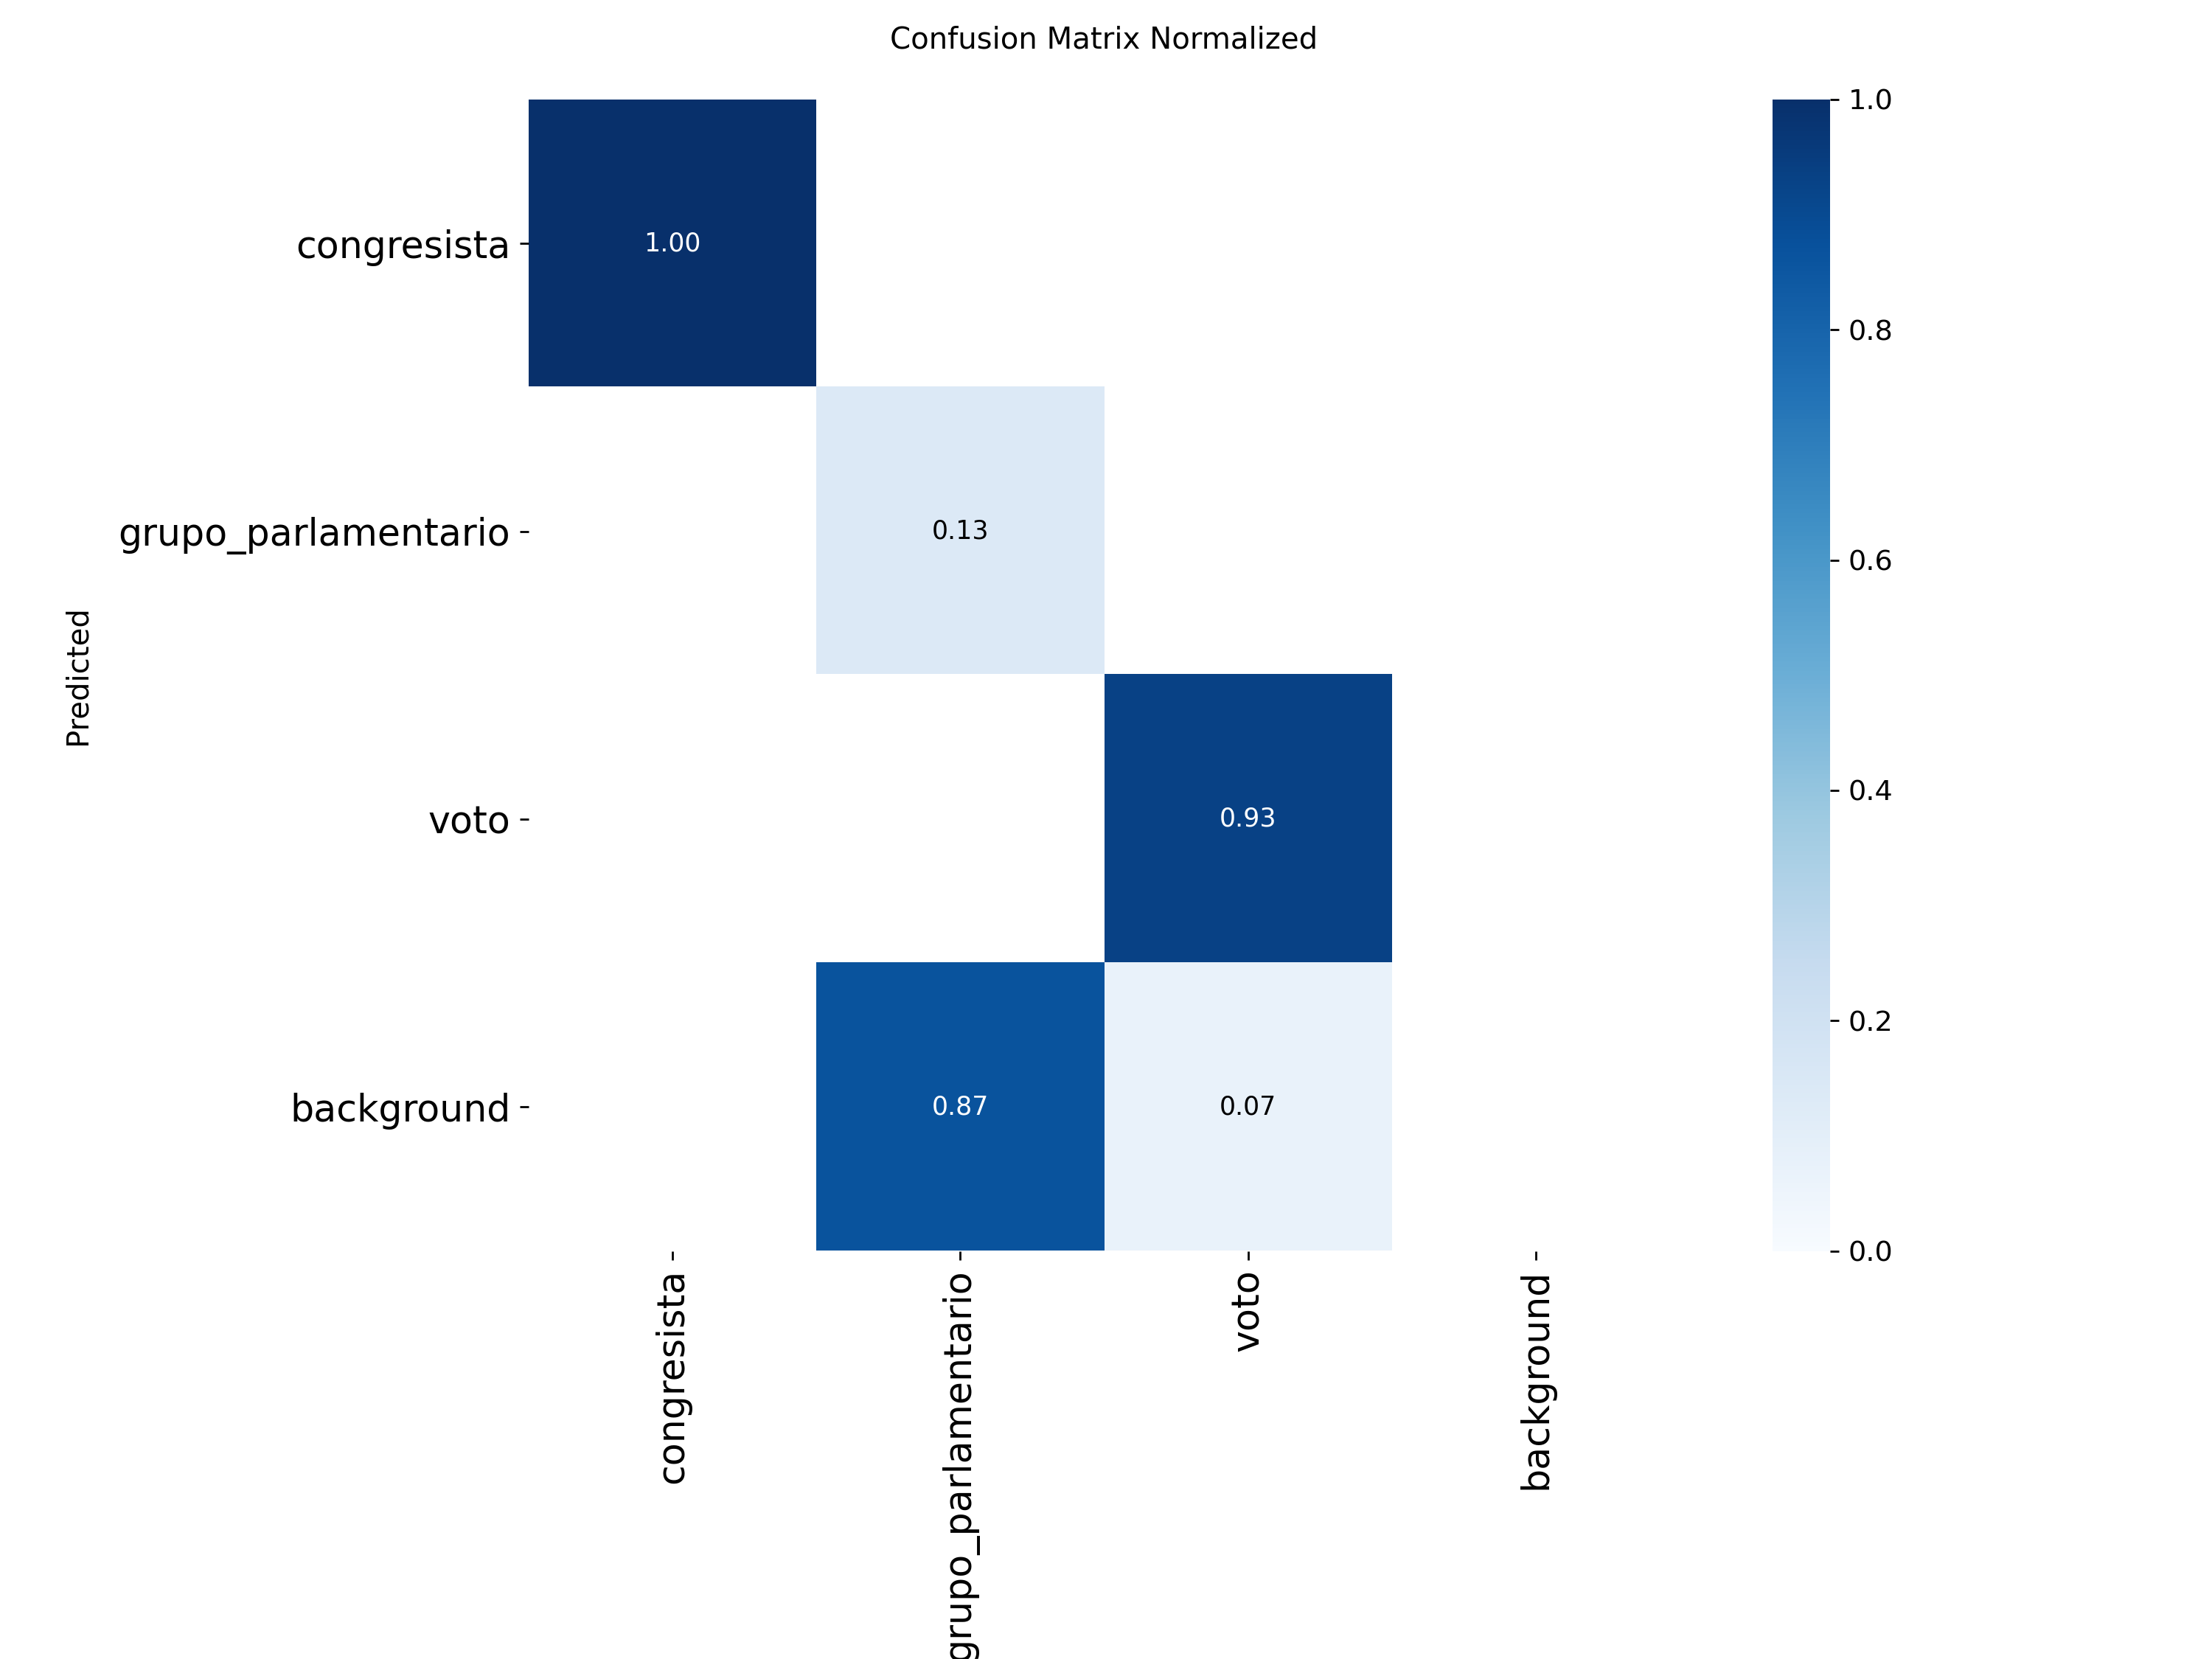 Confusion Matrix Normalized
1.00
0.13
0.93
0.87
0.07
congresista
grupo_parlamentario
voto
background
Predicted
congresista
grupo_parlamentario
voto
background
1.0
0.8
0.6
0.4
0.2
0.0